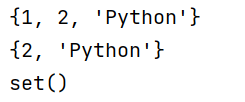 {1, 2, 'Python'}
{2, 'Python'}
set()